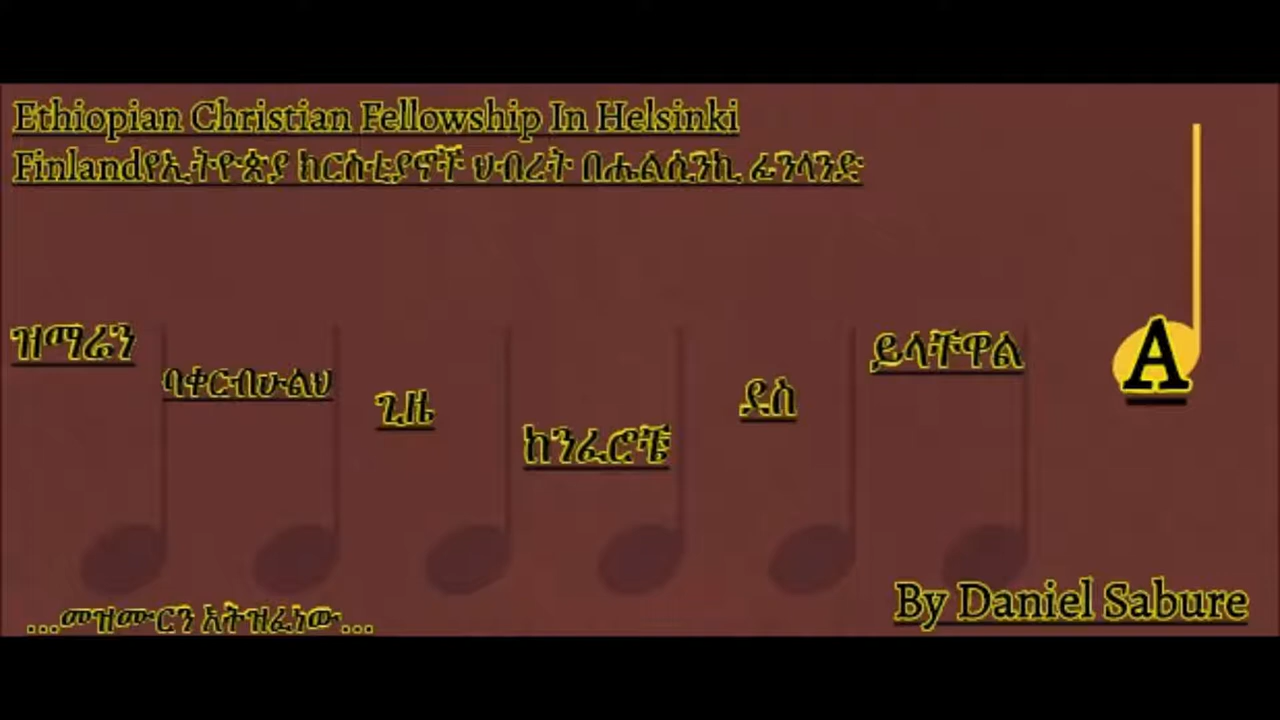 Ethiopian Christian Fellowship In Helsinki
Finlandየኢትዮጵያ ክርስቲያኖች ህብረት በሔልሲንኪ ፊንላንድ
ዝማሬን
ባቀርብሁልህ
ጊዜ
ከንፈሮቼ
ደስ
ይላቸዋል
A
...መዝሙርን አትዝፈነው...
By Daniel Sabure